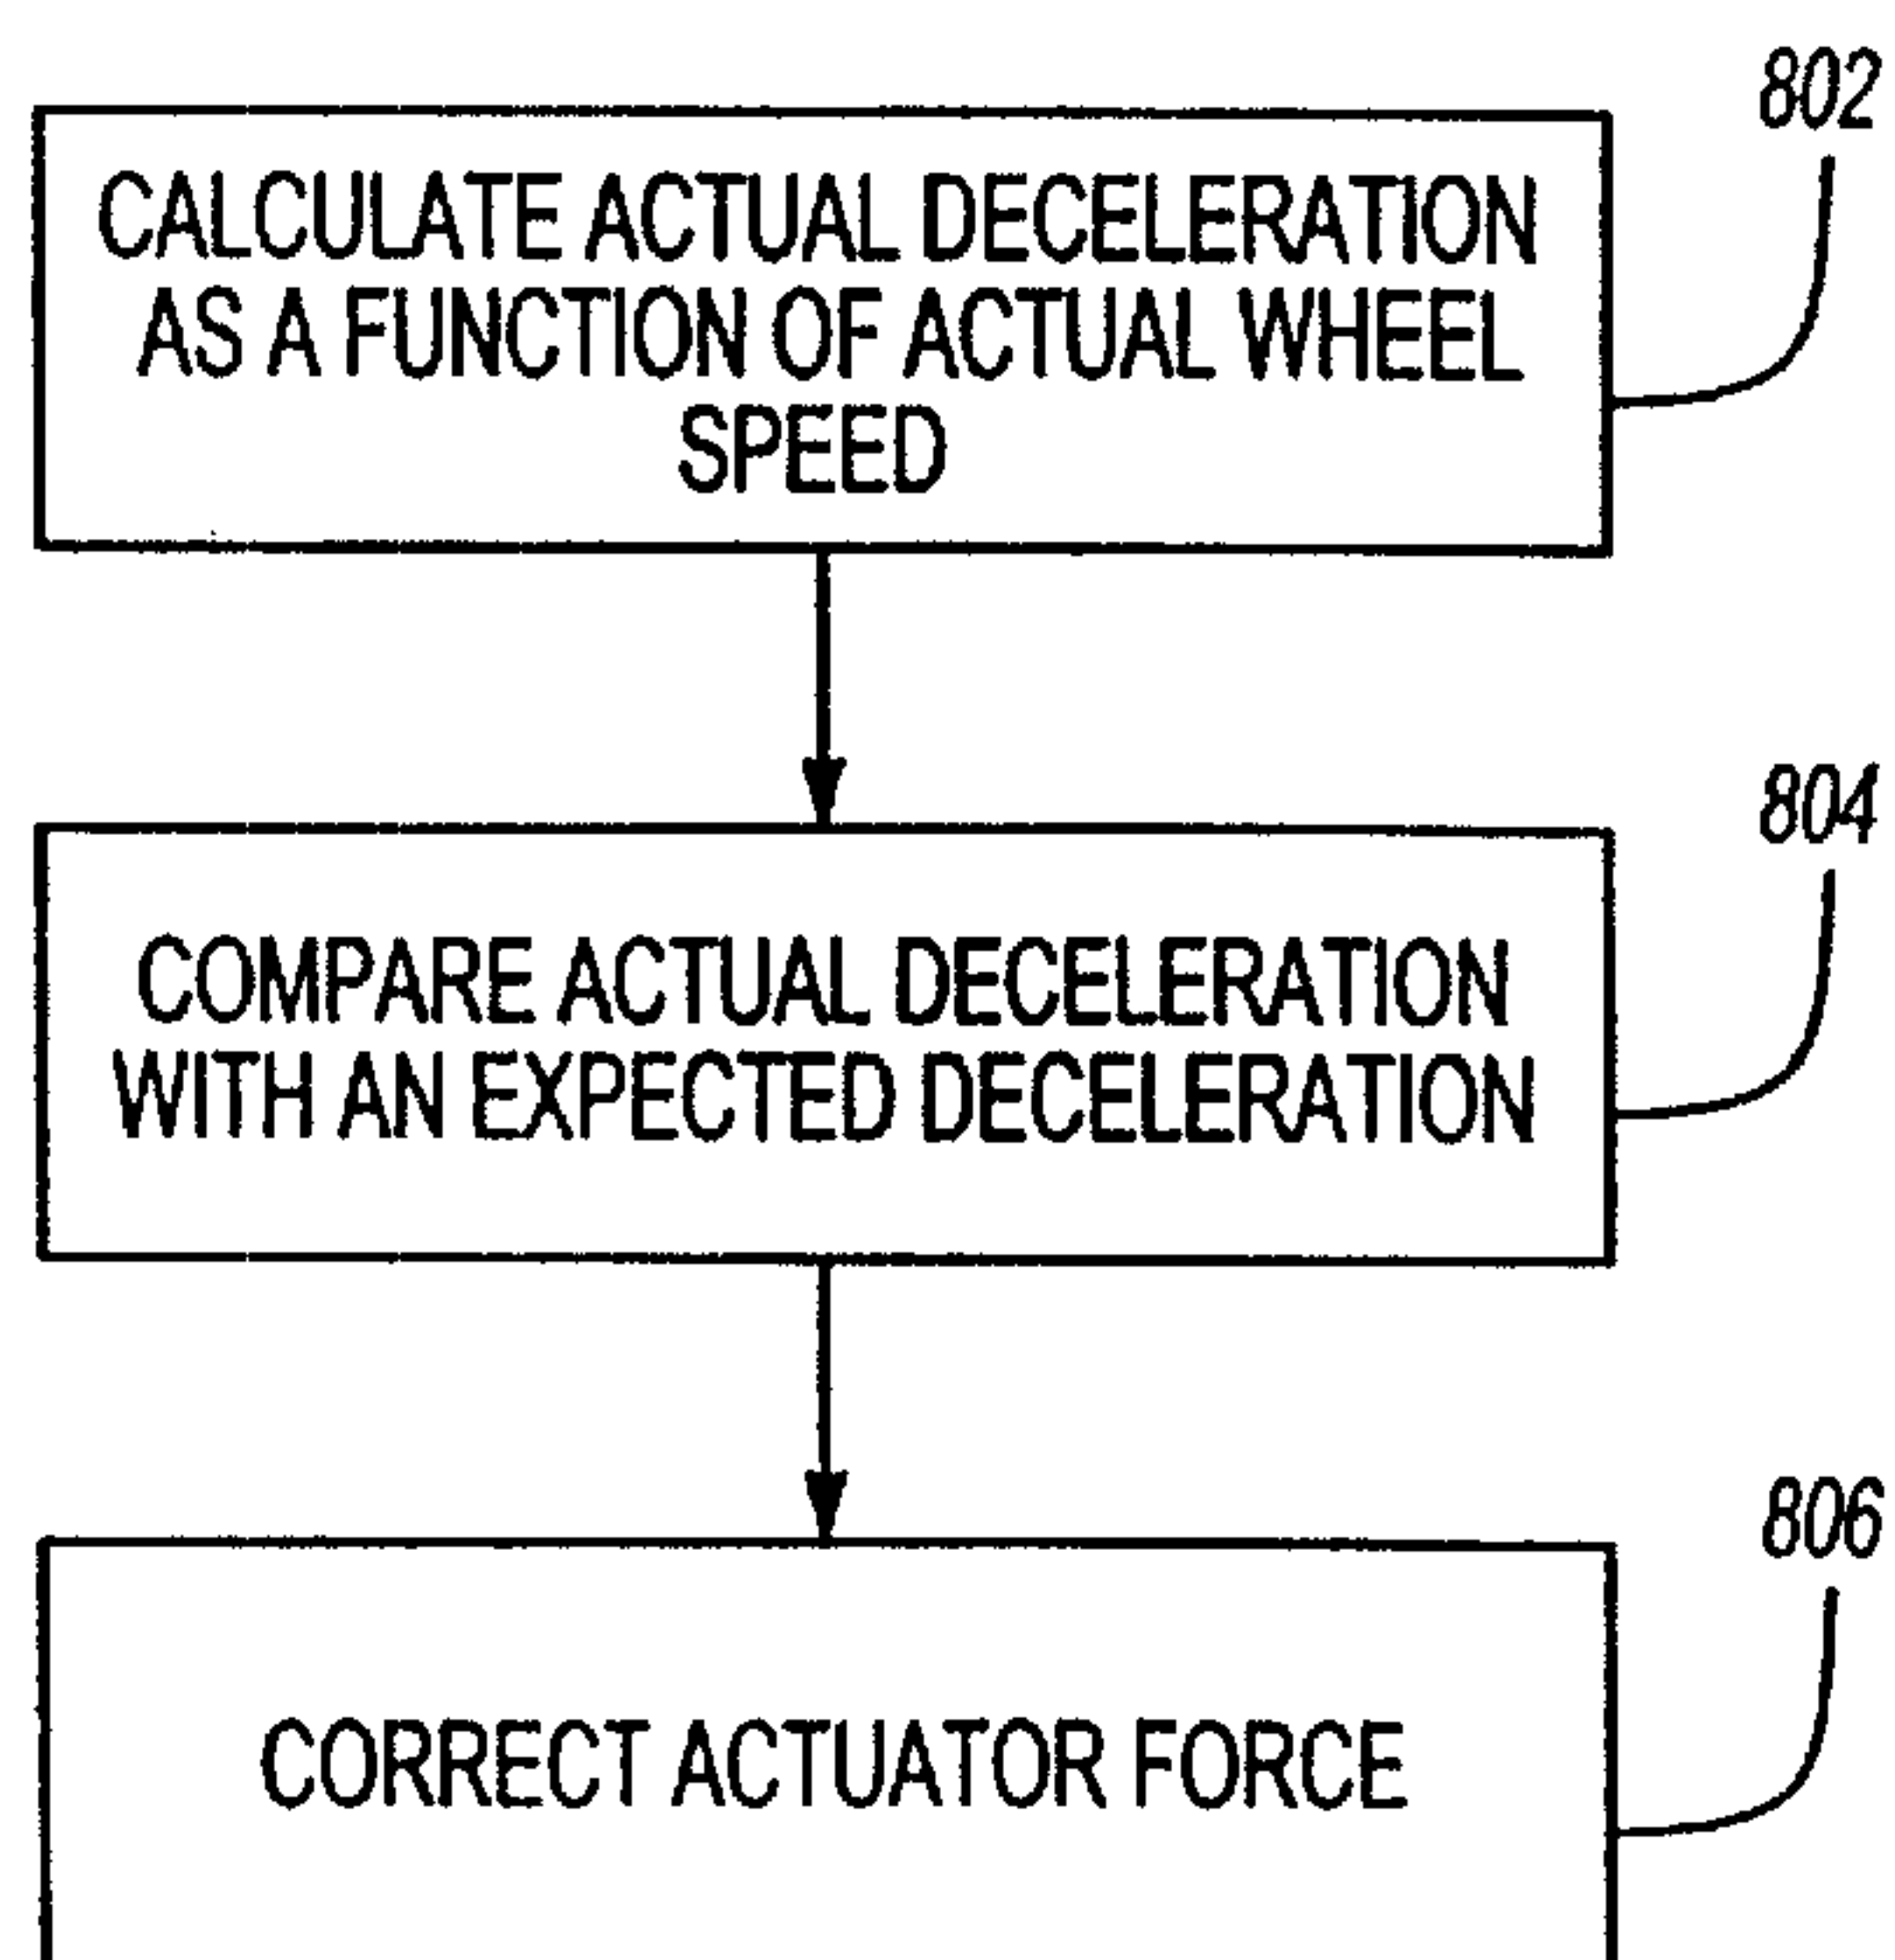 802
CALCULATE ACTUAL DECELERATION
AS A FUNCTION OF ACTUAL WHEEL
SPEED
804
COMPARE ACTUAL DECELERATION
WITH AN EXPECTED DECELERATION
806
CORRECT ACTUATOR FORCE